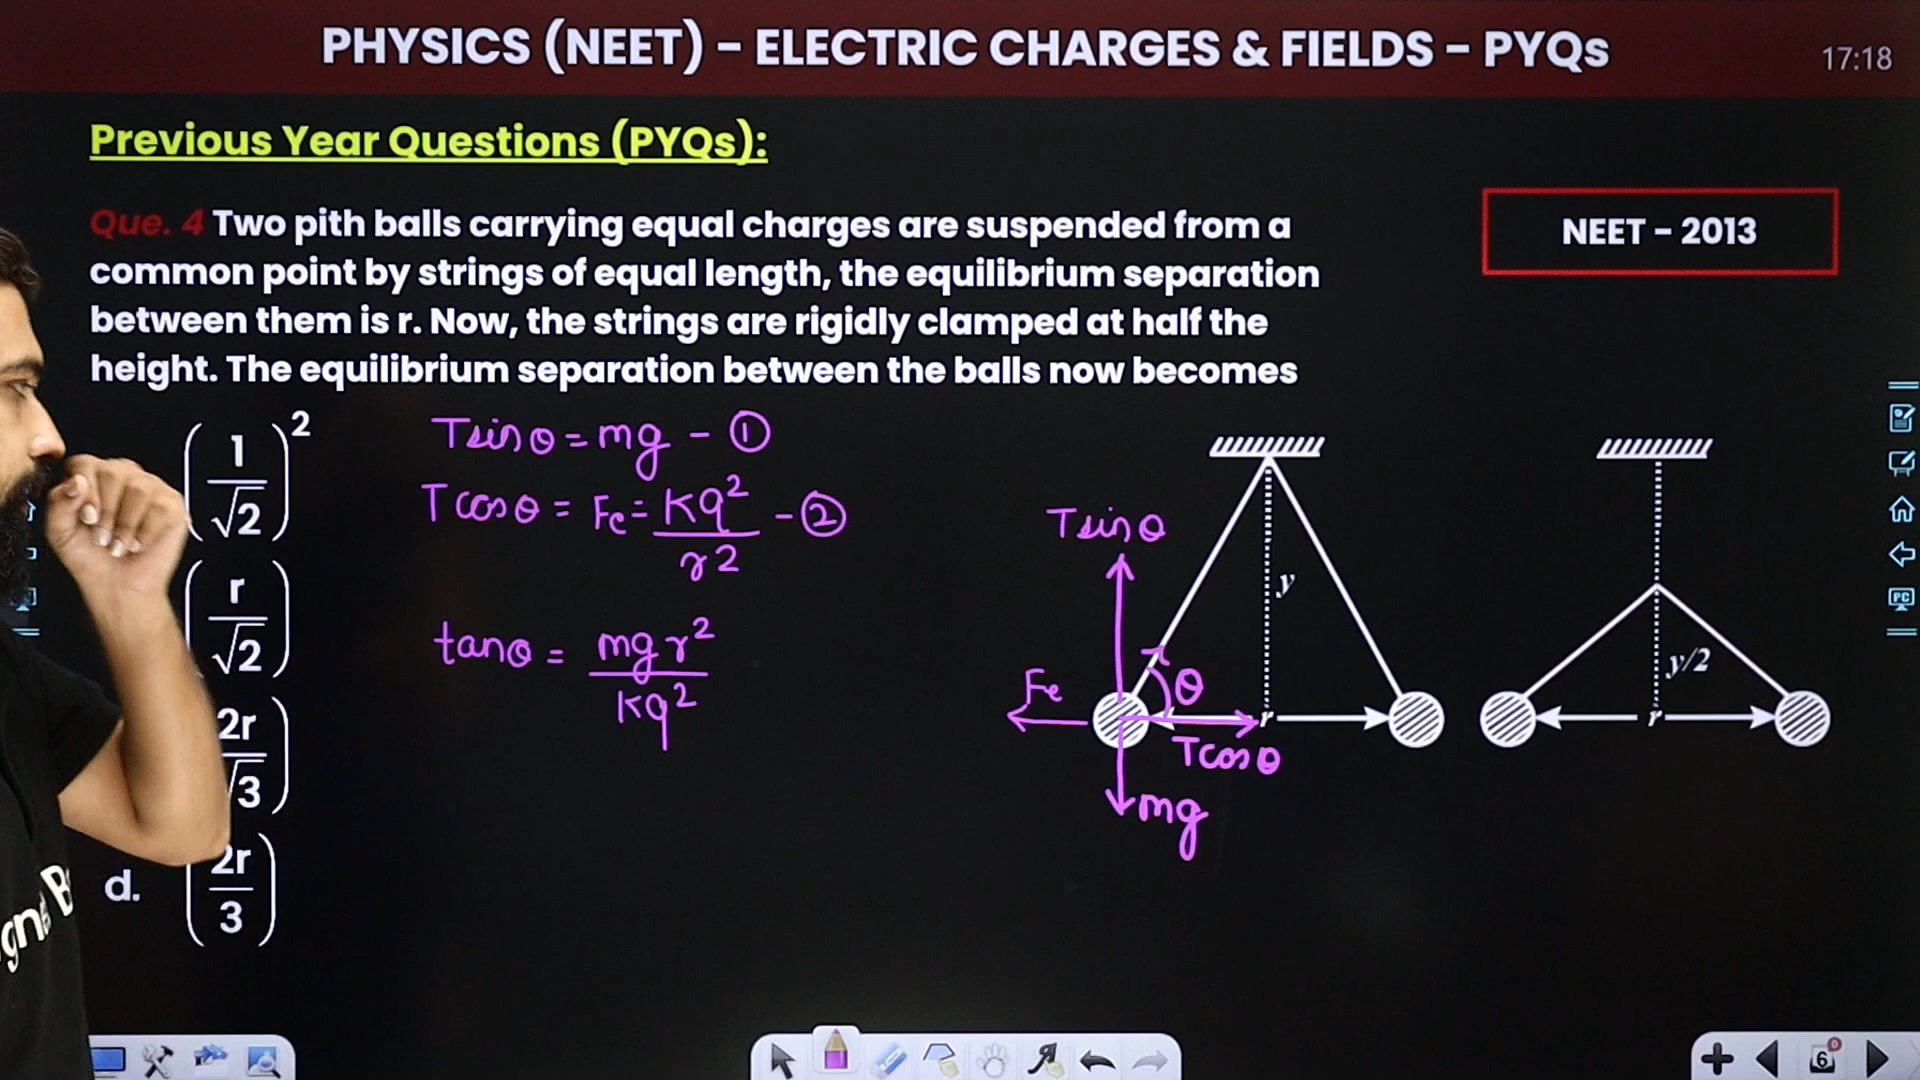 PHYSICS (NEET) – ELECTRIC CHARGES & FIELDS – PYQs
17:18
Previous Year Questions (PYQs):
Que. 4 Two pith balls carrying equal charges are suspended from a
common point by strings of equal length, the equilibrium separation
between them is r. Now, the strings are rigidly clamped at half the
height. The equilibrium separation between the balls now becomes
NEET – 2013
(1/√2)²
(r/√2)
2r/√3)
d. (2r/3)
Tsinθ = mg – ①
Tcosθ = Fe = kq²/r2 – ②
tanθ = mgr²/kq²
Tsinθ
y
Fe
θ
r
Tcosθ
mg
y/2
r
PC
6
0